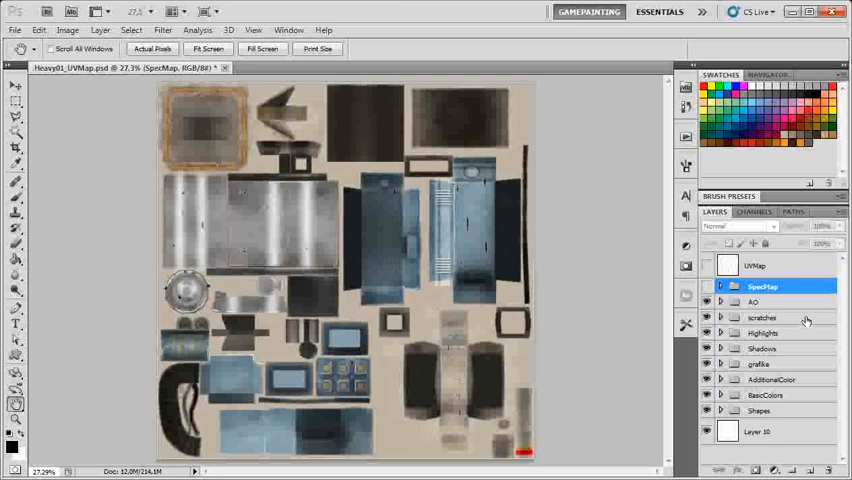 Ps 27,3 GAMEPAINTING ESSENTIALS CS Live
File Edit Image Layer Select Filter Analysis 3D View Window Help
Scroll All Windows Actual Pixels Fit Screen Fill Screen Print Size
Heavy01_UVMap.psd @ 27,3% (SpecMap, RGB/8#) *
SWATCHES NAVIGATOR
BRUSH PRESETS
LAYERS CHANNELS PATHS
Normal 100%
100%
UVMap
SpecMap
AO
scratches
Highlights
Shadows
grafike
AdditionalColor
BasicColors
Shapes
Layer 10
27.29% Doc: 12,0M/214,1M